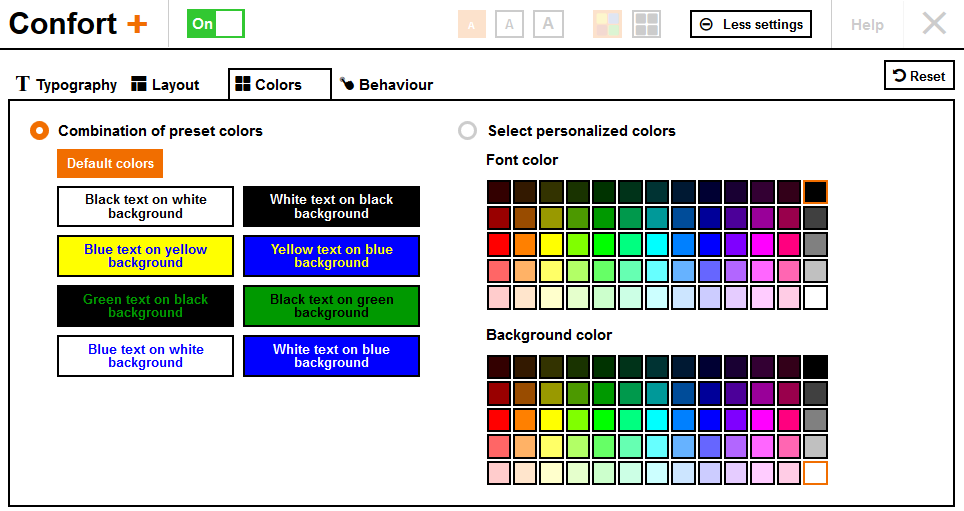 Confort +
On
A
A
A
Less settings
Help
Typography
Layout
Colors
Behaviour
Reset
Combination of preset colors
Default colors
Black text on white
background
White text on black
background
Blue text on yellow
background
Yellow text on blue
background
Green text on black
background
Black text on green
background
Blue text on white
background
White text on blue
background
Select personalized colors
Font color
Background color